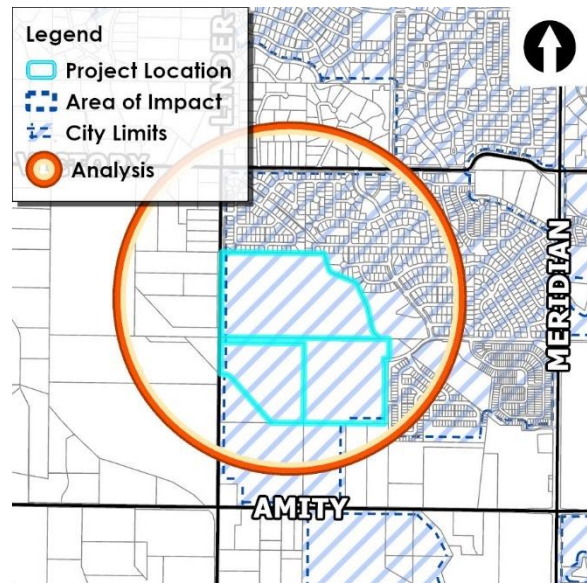 Legend
Project Location
Area of Impact
City Limits
Analysis
LINDER
VICTORY
MERIDIAN
AMITY